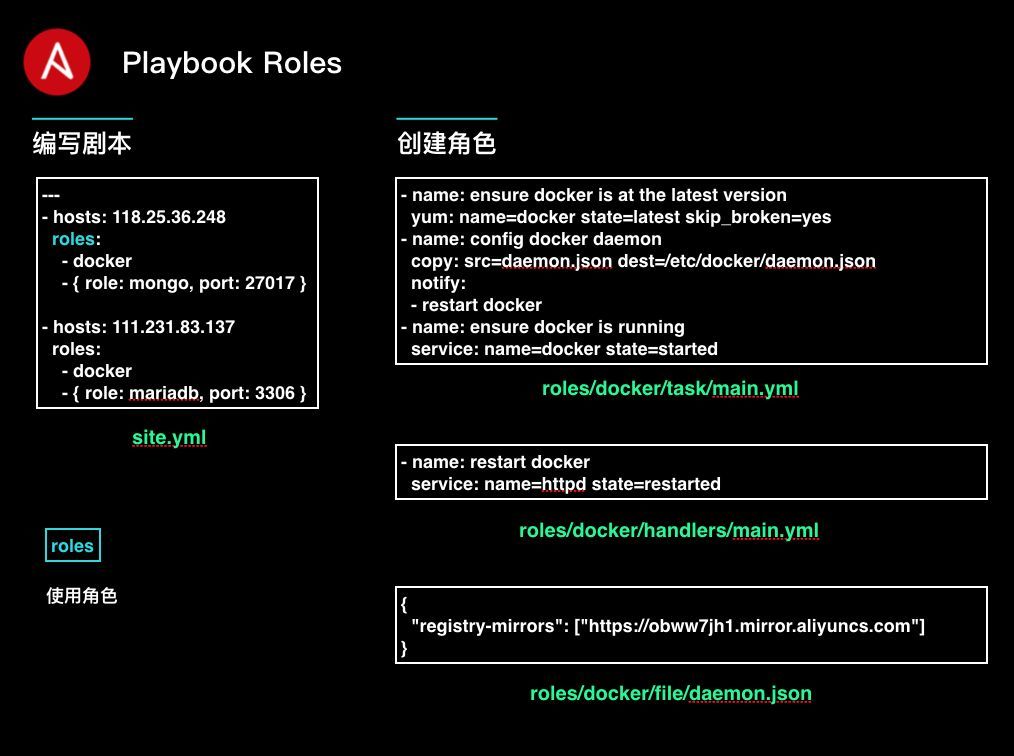 Playbook Roles
编写剧本
---
- hosts: 118.25.36.248
roles:
- docker
- { role: mongo, port: 27017 }
- hosts: 111.231.83.137
roles:
- docker
- { role: mariadb, port: 3306 }
site.yml
roles
使用角色
创建角色
- name: ensure docker is at the latest version
yum: name=docker state=latest skip_broken=yes
- name: config docker daemon
copy: src=daemon.json dest=/etc/docker/daemon.json
notify:
- restart docker
- name: ensure docker is running
service: name=docker state=started
roles/docker/task/main.yml
- name: restart docker
service: name=httpd state=restarted
roles/docker/handlers/main.yml
{
"registry-mirrors": ["https://obww7jh1.mirror.aliyuncs.com"]
}
roles/docker/file/daemon.json